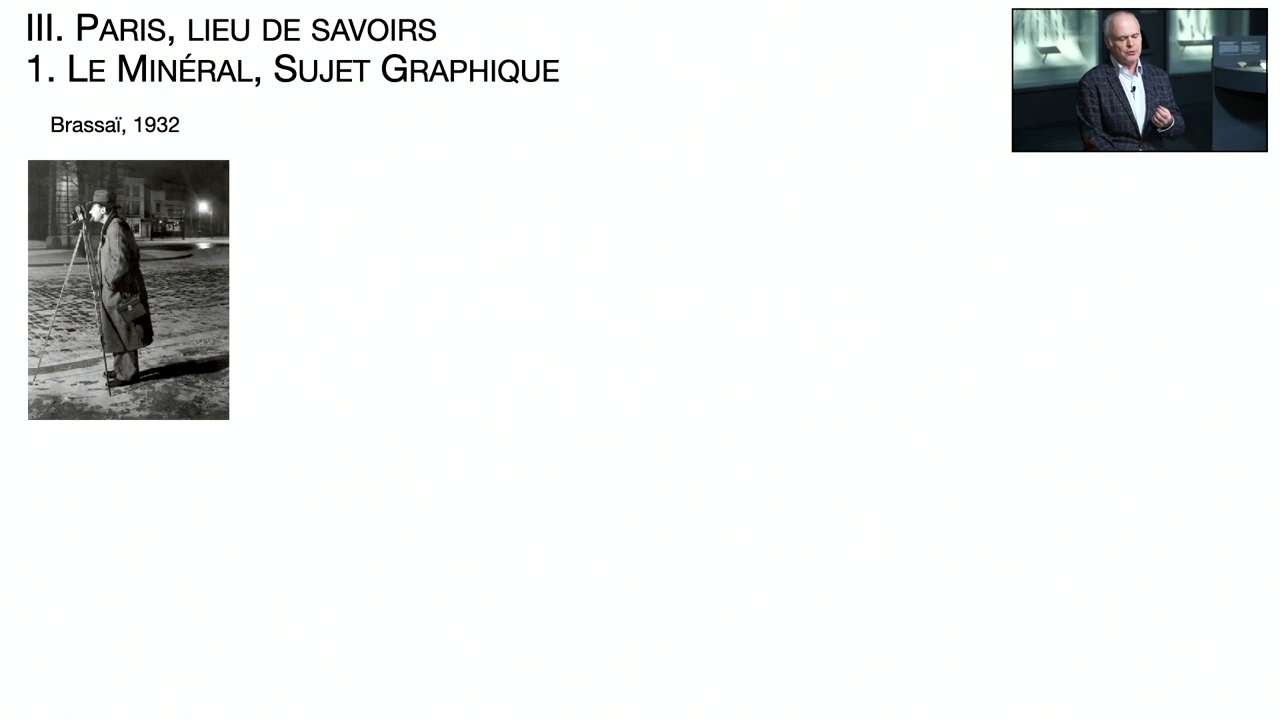 III. Paris, lieu de savoirs
1. Le Minéral, Sujet Graphique
Brassaï, 1932